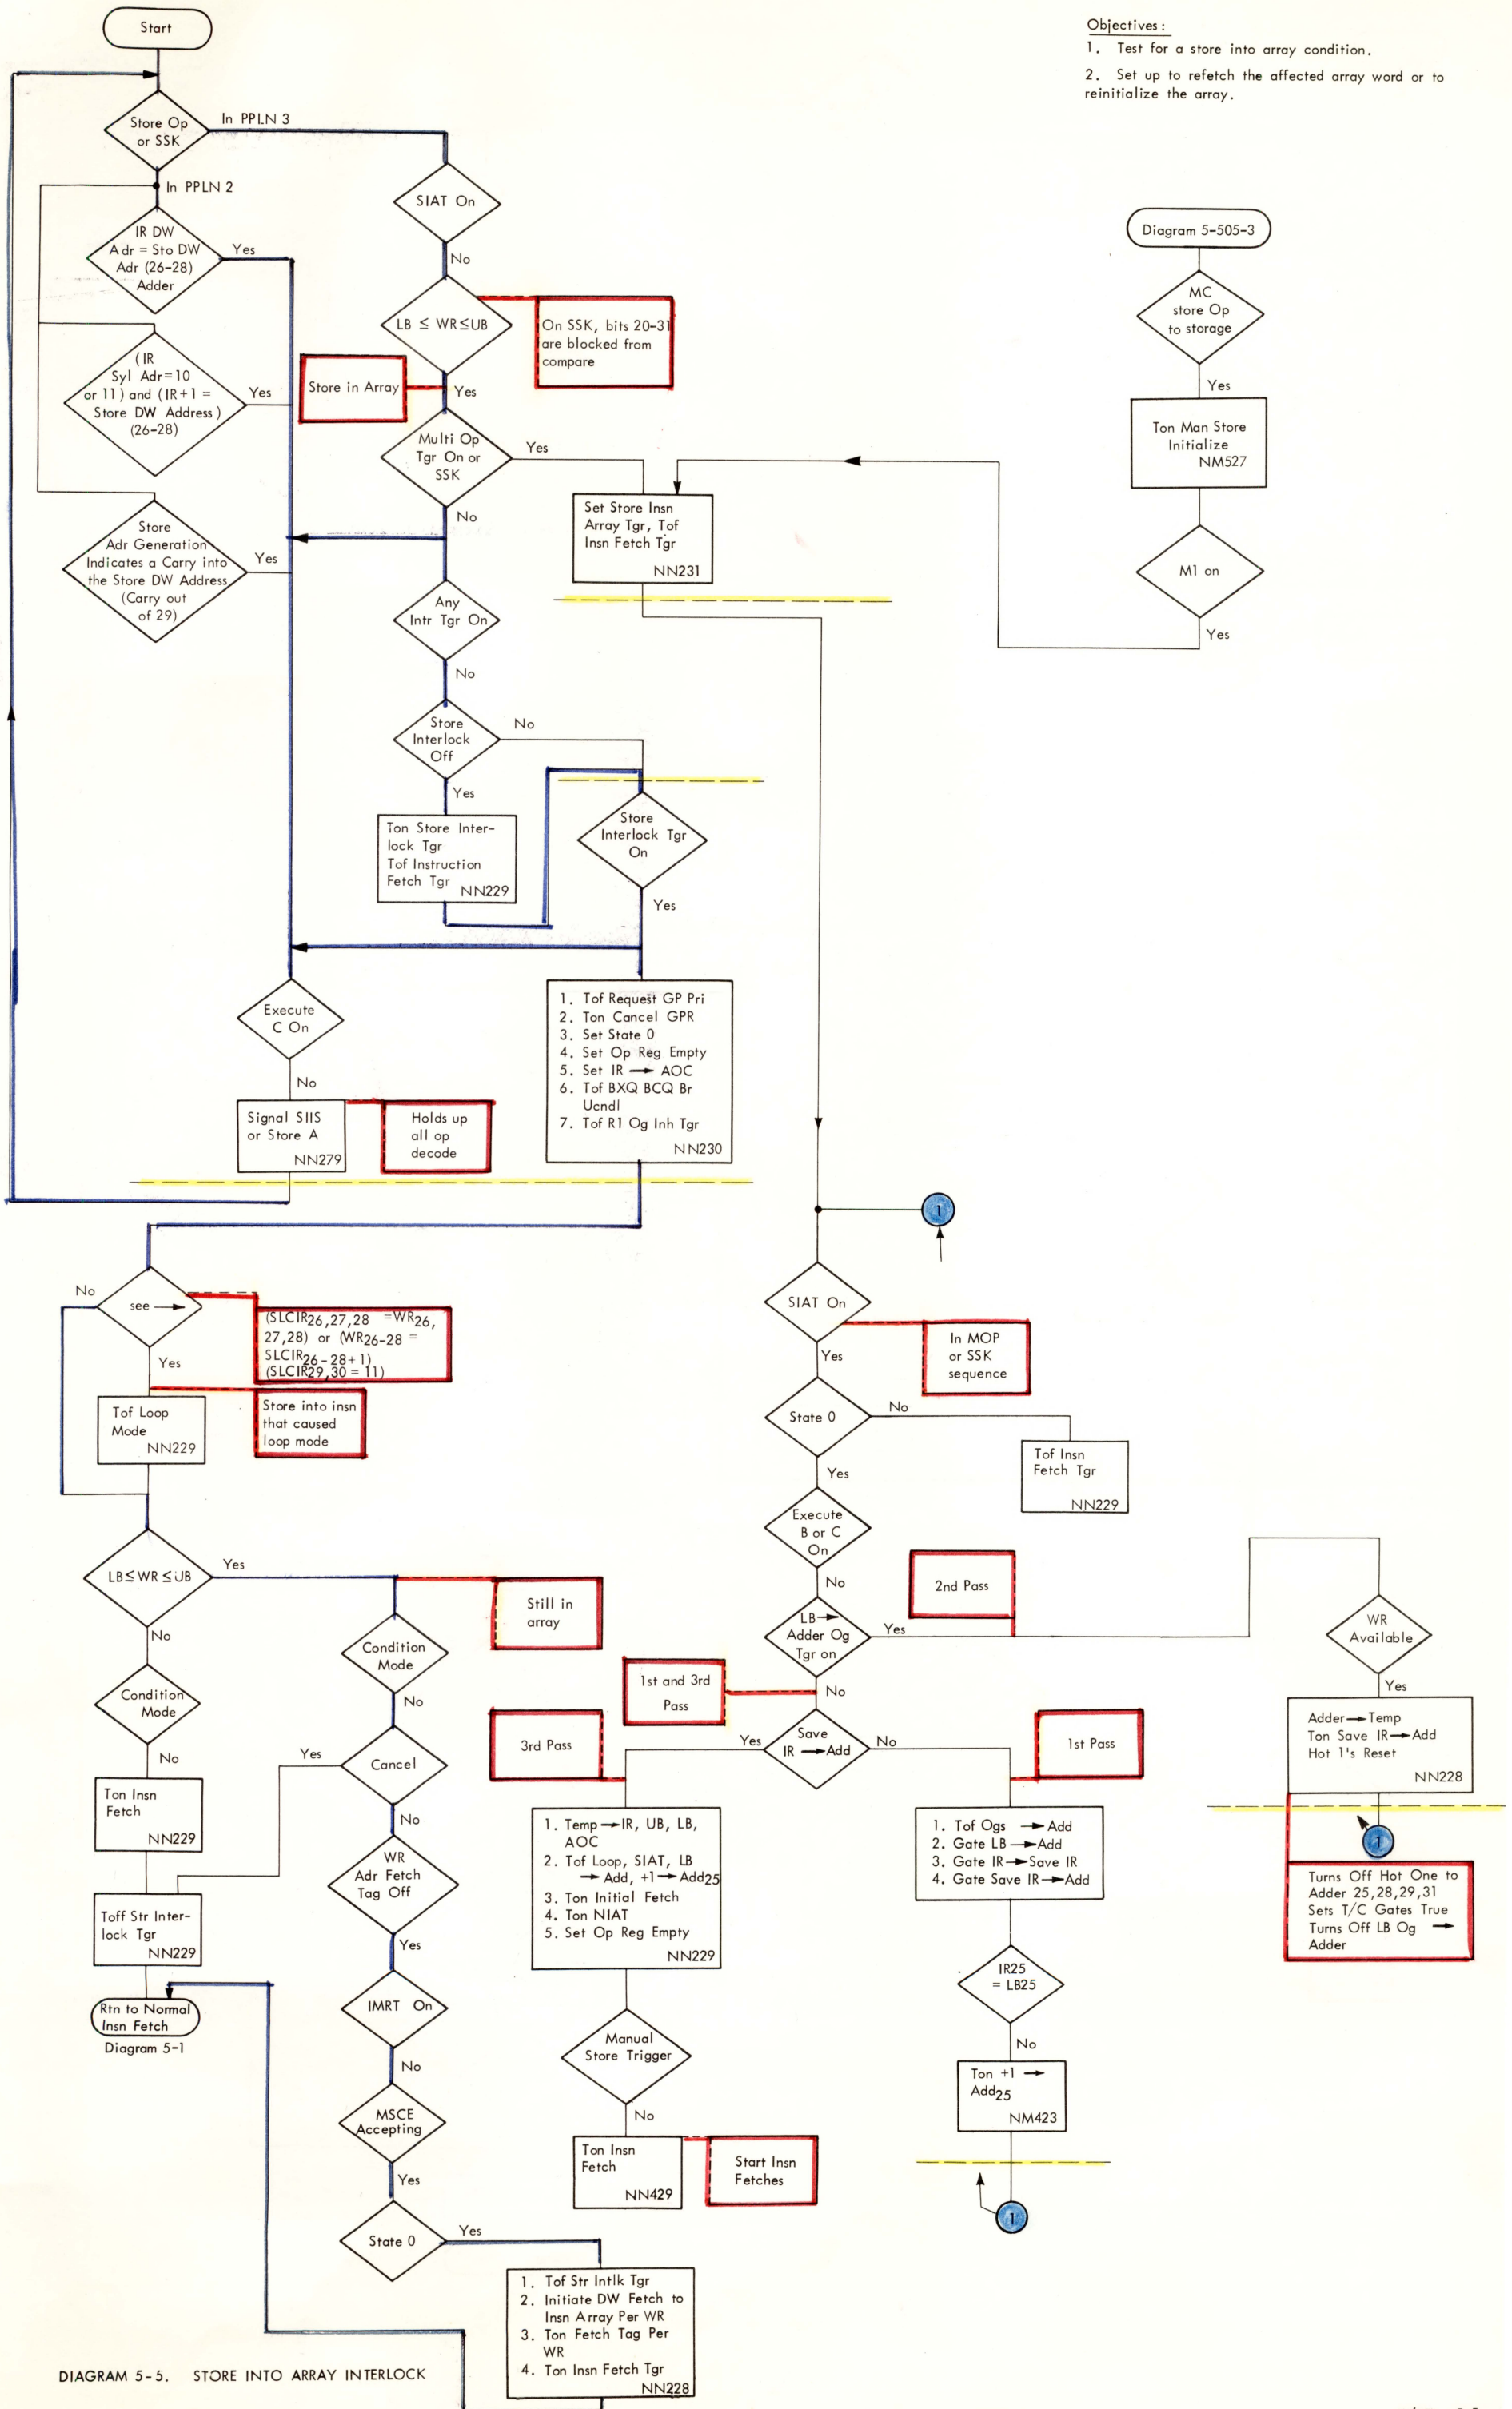 Objectives:
1. Test for a store into array condition.
2. Set up to refetch the affected array word or to
reinitialize the array.
Start
Store Op
or SSK
In PPLN 3
In PPLN 2
SIAT On
No
IR DW
Adr = Sto DW
Adr (26-28)
Adder
Yes
LB ≤ WR≤UB
On SSK, bits 20-31
are blocked from
compare
Store in Array
Yes
(IR
Syl Adr=10
or 11) and (IR+1 =
Store DW Address)
(26-28)
Yes
Multi Op
Tgr On or
SSK
Yes
No
Store
Adr Generation
Indicates a Carry into
the Store DW Address
(Carry out
of 29)
Yes
Set Store Insn
Array Tgr, Tof
Insn Fetch Tgr
NN231
Diagram 5-505-3
MC
store Op
to storage
Yes
Ton Man Store
Initialize
NM527
M1 on
Yes
Any
Intr Tgr On
No
Store
Interlock
Off
No
Yes
Ton Store Inter-
lock Tgr
Tof Instruction
Fetch Tgr
NN229
Store
Interlock Tgr
On
Yes
Execute
C On
No
Signal SIIS
or Store A
NN279
Holds up
all op
decode
1. Tof Request GP Pri
2. Ton Cancel GPR
3. Set State 0
4. Set Op Reg Empty
5. Set IR → AOC
6. Tof BXQ BCQ Br
Ucndl
7. Tof R1 Og Inh Tgr
NN230
1
No
see →
(SLCIR26,27,28 =WR26,
27,28) or (WR26-28 =
SLCIR26-28+1)
(SLCIR29,30 = 11)
Yes
Tof Loop
Mode
NN229
Store into insn
that caused
loop mode
LB≤WR≤UB
Yes
No
Still in
array
Condition
Mode
No
Ton Insn
Fetch
NN229
Toff Str Inter-
lock Tgr
NN229
Rtn to Normal
Insn Fetch
Diagram 5-1
Condition
Mode
No
Cancel
Yes
No
WR
Adr Fetch
Tag Off
Yes
IMRT On
No
MSCE
Accepting
Yes
State 0
Yes
1. Tof Str Intlk Tgr
2. Initiate DW Fetch to
Insn Array Per WR
3. Ton Fetch Tag Per
WR
4. Ton Insn Fetch Tgr
NN228
SIAT On
In MOP
or SSK
sequence
Yes
State 0
No
Tof Insn
Fetch Tgr
NN229
Yes
Execute
B or C
On
No
LB→
Adder Og
Tgr on
Yes
2nd Pass
No
1st and 3rd
Pass
Save
IR →Add
Yes
No
3rd Pass
1st Pass
1. Temp→IR, UB, LB,
AOC
2. Tof Loop, SIAT, LB
→ Add, +1→Add25
3. Ton Initial Fetch
4. Ton NIAT
5. Set Op Reg Empty
NN229
Manual
Store Trigger
No
Ton Insn
Fetch
NN429
Start Insn
Fetches
1. Tof Ogs →Add
2. Gate LB→Add
3. Gate IR→Save IR
4. Gate Save IR→Add
IR25
= LB25
No
Ton +1 →
Add25
NM423
1
WR
Available
Yes
Adder→Temp
Ton Save IR→Add
Hot 1's Reset
NN228
1
Turns Off Hot One to
Adder 25,28,29,31
Sets T/C Gates True
Turns Off LB Og →
Adder
DIAGRAM 5-5. STORE INTO ARRAY INTERLOCK